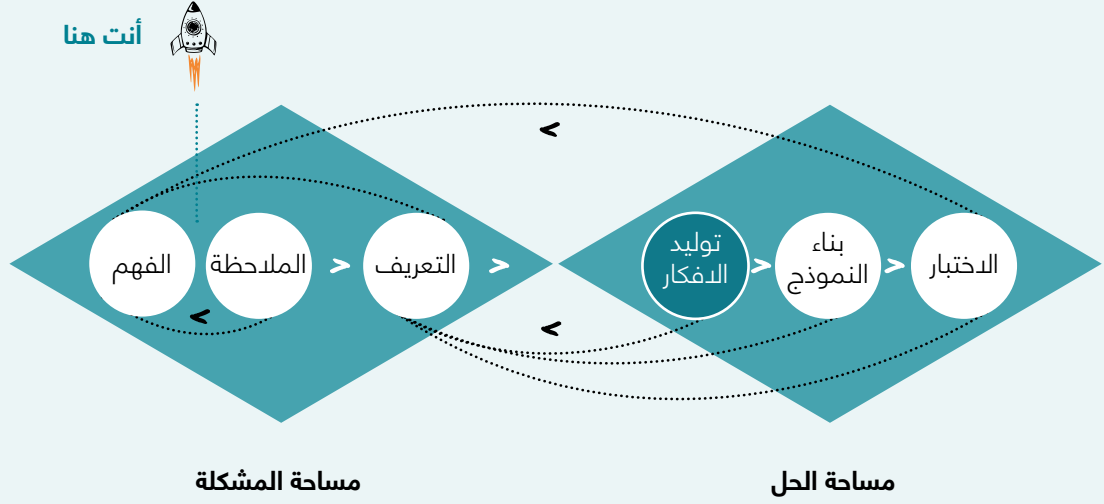 أنت هنا
الفهم
الملاحظة
التعريف
توليد
الافكار
بناء
النموذج
الاختبار
مساحة المشكلة
مساحة الحل